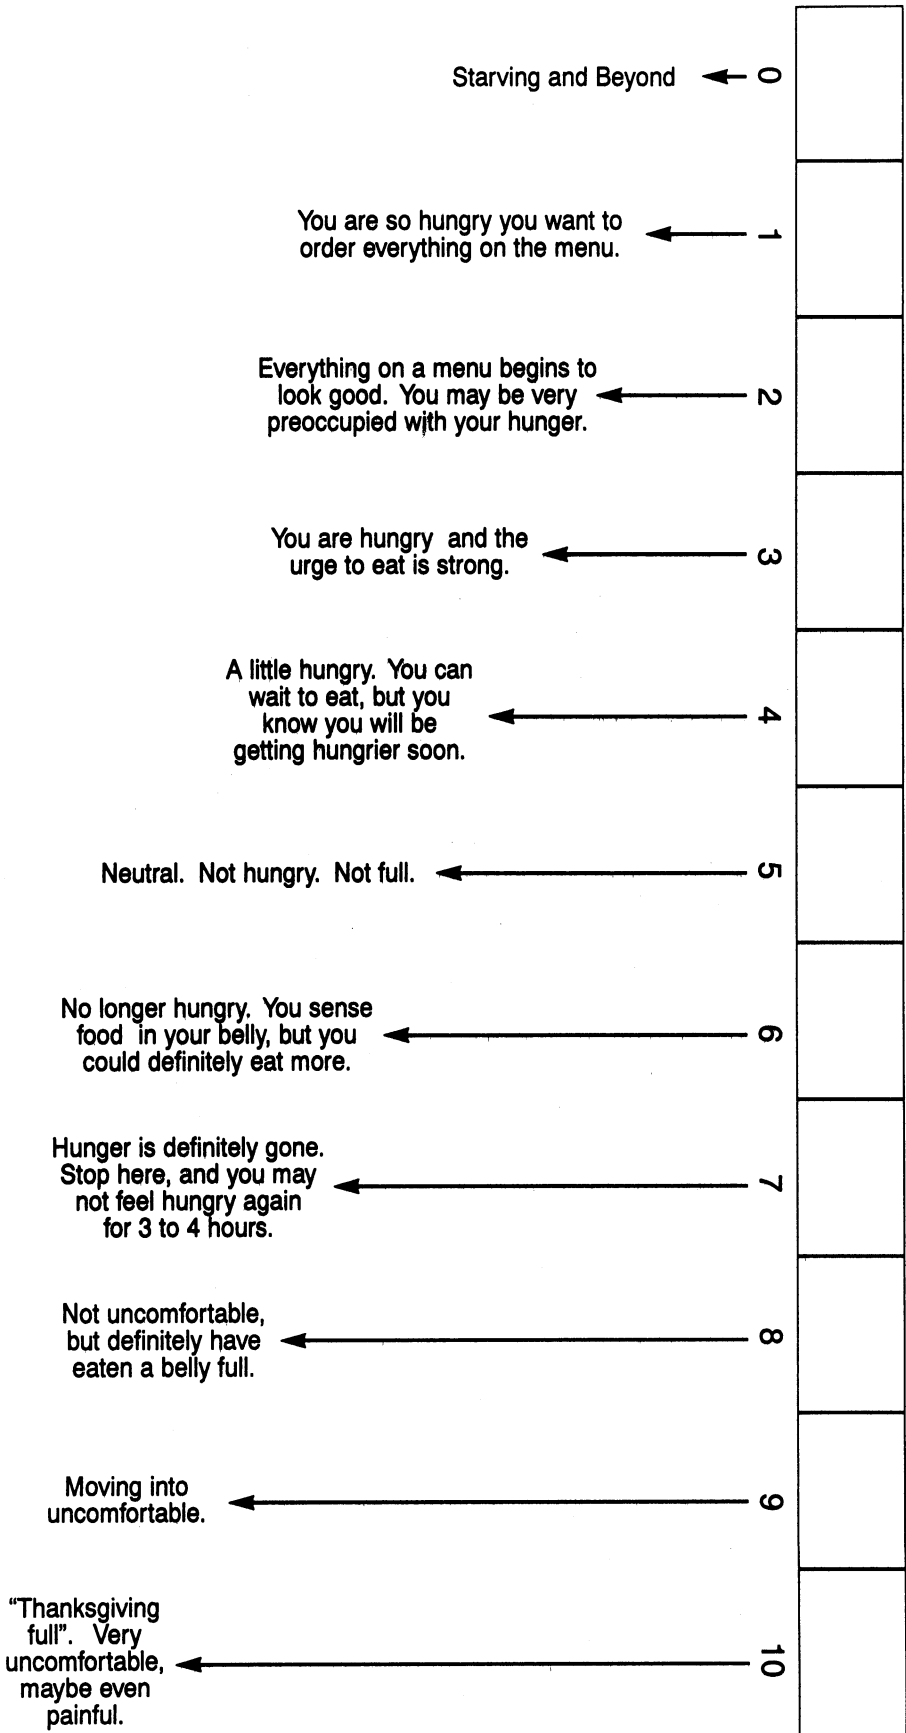 Starving and Beyond
0
You are so hungry you want to
order everything on the menu.
1
Everything on a menu begins to
look good. You may be very
preoccupied with your hunger.
2
You are hungry and the
urge to eat is strong.
3
A little hungry. You can
wait to eat, but you
know you will be
getting hungrier soon.
4
Neutral. Not hungry. Not full.
5
No longer hungry. You sense
food in your belly, but you
could definitely eat more.
6
Hunger is definitely gone.
Stop here, and you may
not feel hungry again
for 3 to 4 hours.
7
Not uncomfortable,
but definitely have
eaten a belly full.
8
Moving into
uncomfortable.
9
“Thanksgiving
full”. Very
uncomfortable,
maybe even
painful.
10